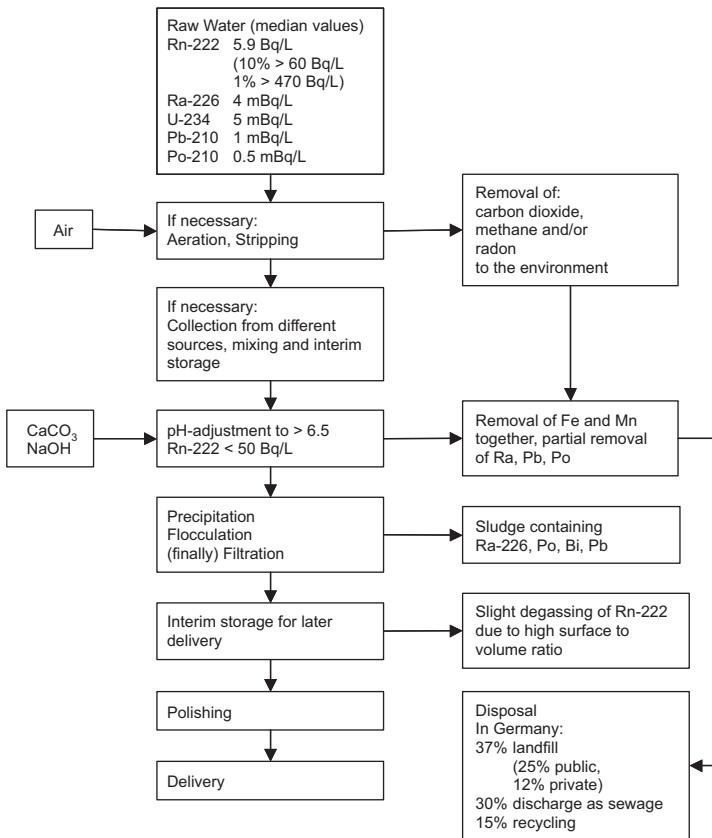 Raw Water (median values)
Rn-222 5.9 Bq/L
(10% > 60 Bq/L
1% > 470 Bq/L)
Ra-226 4 mBq/L
U-234 5 mBq/L
Pb-210 1 mBq/L
Po-210 0.5 mBq/L
Air
If necessary:
Aeration, Stripping
Removal of:
carbon dioxide,
methane and/or
radon
to the environment
If necessary:
Collection from different
sources, mixing and interim
storage
CaCO₃
NaOH
pH-adjustment to > 6.5
Rn-222 < 50 Bq/L
Removal of Fe and Mn
together, partial removal
of Ra, Pb, Po
Precipitation
Flocculation
(finally) Filtration
Sludge containing
Ra-226, Po, Bi, Pb
Interim storage for later
delivery
Slight degassing of Rn-222
due to high surface to
volume ratio
Polishing
Delivery
Disposal
In Germany:
37% landfill
(25% public,
12% private)
30% discharge as sewage
15% recycling